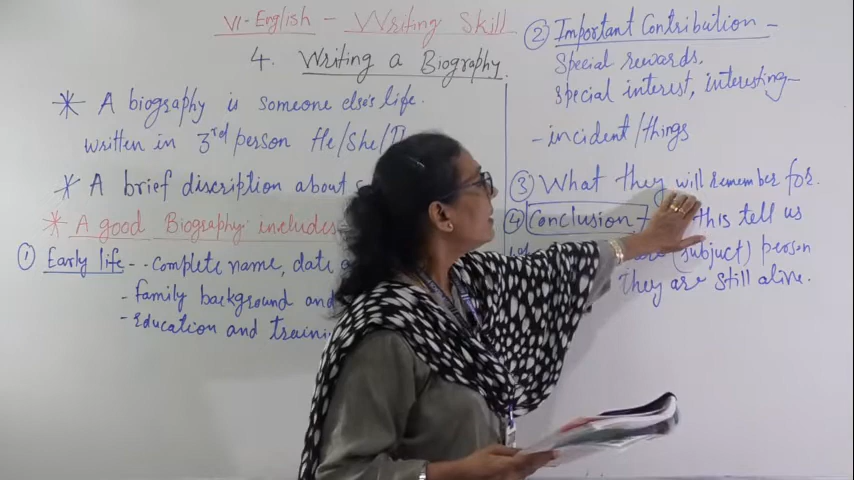 VI-English - Writing Skill
4. Writing a Biography.
* A biography is someone else's life.
written in 3rd person He/She/It
* A brief discription about
* A good Biography includes
① Early life - - complete name, date
- family background and
- Education and
② Important Contribution -
Special rewards.
Special interest, interesting-
- incident/things
③ What they will remember for.
④ Conclusion - this tell us
(subject) person
They are still alive.